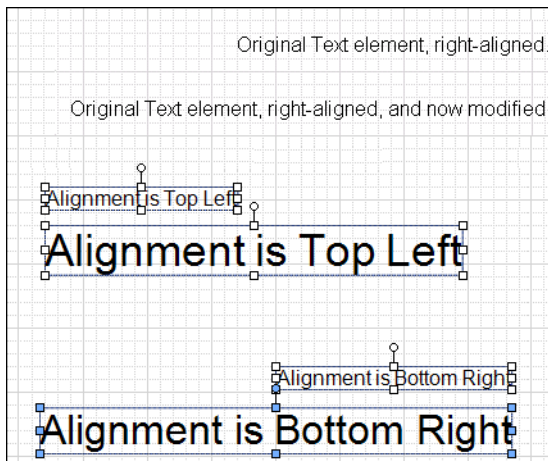 Original Text element, right-aligned.
Original Text element, right-aligned, and now modified
Alignment is Top Left
Alignment is Top Left
Alignment is Bottom Right
Alignment is Bottom Right